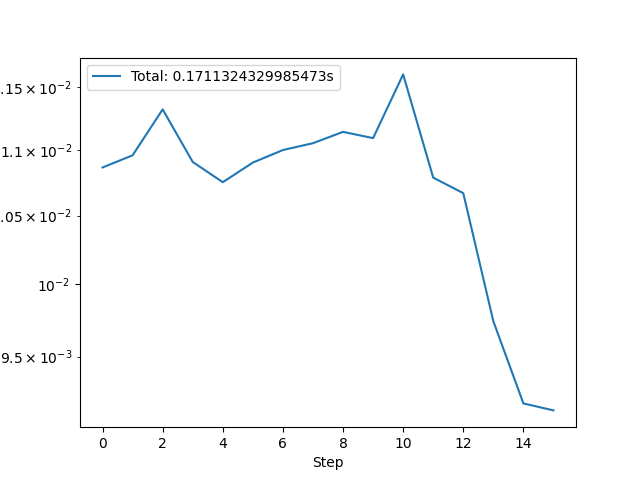 Total: 0.1711324329985473s
.15 × 10⁻²
1.1 × 10⁻²
.05 × 10⁻²
10⁻²
9.5 × 10⁻³
0 2 4 6 8 10 12 14
Step